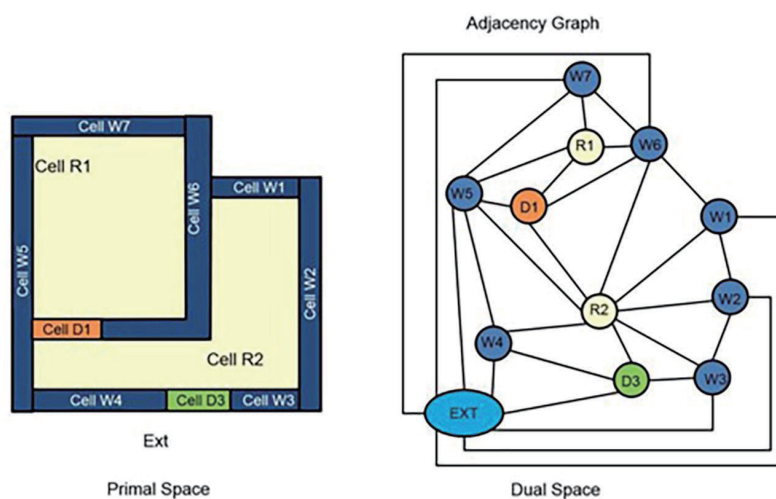 Adjacency Graph
Cell W7
Cell R1
Cell W6
Cell W1
Cell W5
Cell W2
Cell D1
Cell R2
Cell W4
Cell D3
Cell W3
Ext
Primal Space
W7
R1
W6
W5
D1
W1
R2
W2
W4
D3
W3
EXT
Dual Space